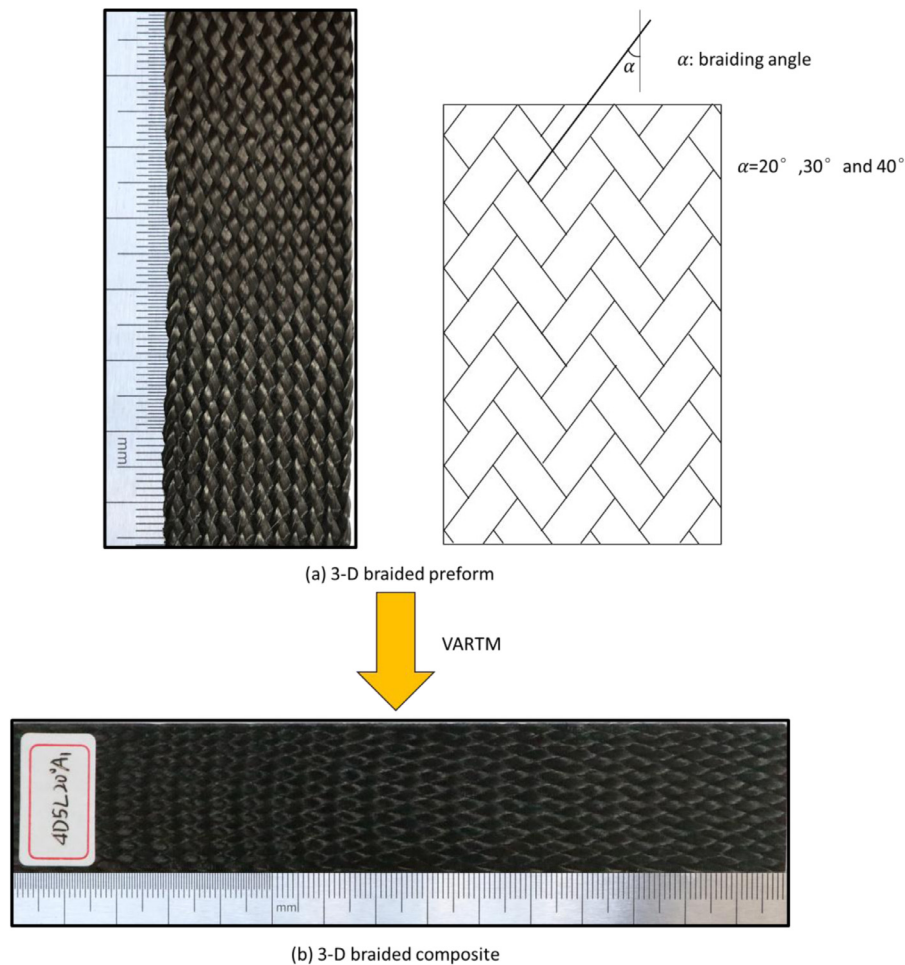 α
α: braiding angle
α=20° ,30° and 40°
mm
(a) 3-D braided preform
VARTM
4D5L20°A1
mm
(b) 3-D braided composite